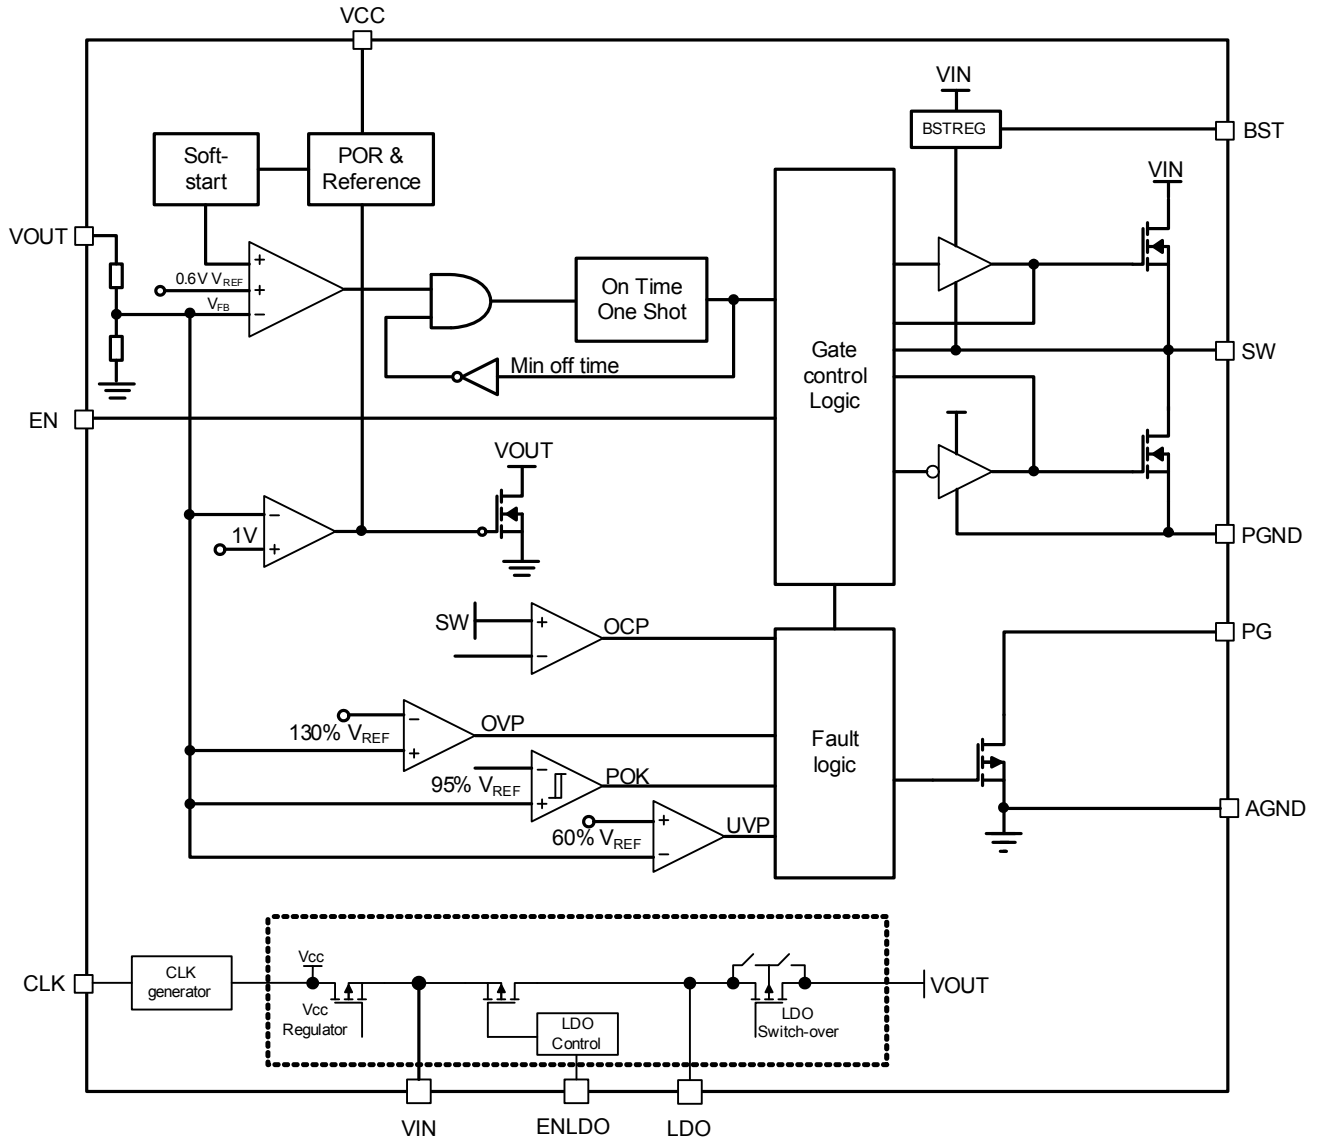 VCC
VIN
BSTREG
BST
Soft-
start
POR &
Reference
VIN
VOUT
0.6V VREF
+
+
VFB
−
On Time
One Shot
Min off time
Gate
control
Logic
SW
EN
VOUT
−
1V
+
PGND
SW
+
−
OCP
PG
130% VREF
−
+
OVP
95% VREF
−
+
POK
60% VREF
+
−
UVP
Fault
logic
AGND
CLK
CLK
generator
Vcc
Vcc
Regulator
LDO
Control
LDO
Switch-over
VOUT
VIN
ENLDO
LDO